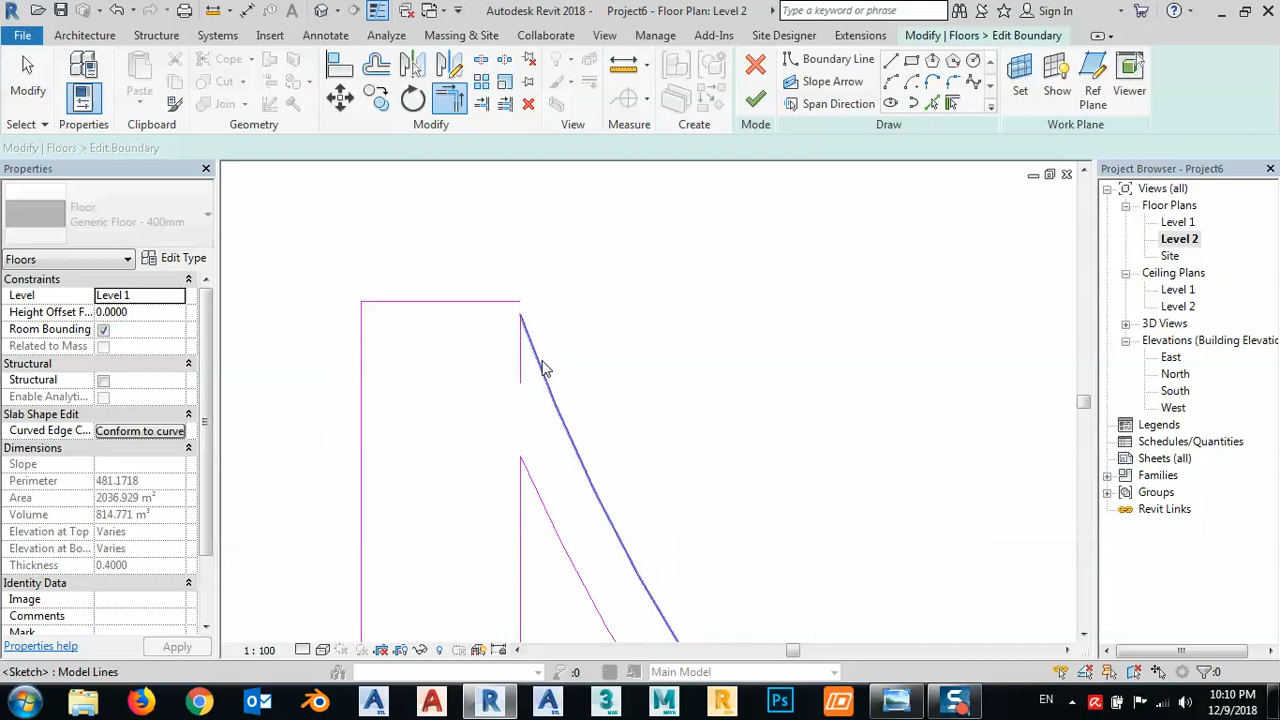 Autodesk Revit 2018 - Project6 - Floor Plan: Level 2
Type a keyword or phrase
Sign In
File Architecture Structure Systems Insert Annotate Analyze Massing & Site Collaborate View Manage Add-Ins Site Designer Extensions Modify | Floors > Edit Boundary
Modify
Properties
Paste
Cope
Cut
Join
Boundary Line
Slope Arrow
Span Direction
Set
Show
Ref
Plane
Viewer
Select Properties Clipboard Geometry Modify View Measure Create Mode Draw Work Plane
Modify | Floors > Edit Boundary
Properties
Floor
Generic Floor - 400mm
Floors
Edit Type
Constraints
Level Level 1
Height Offset F... 0.0000
Room Bounding
Related to Mass
Structural
Structural
Enable Analyti...
Slab Shape Edit
Curved Edge C... Conform to curve
Dimensions
Slope
Perimeter 481.1718
Area 2036.929 m²
Volume 814.771 m³
Elevation at Top Varies
Elevation at Bo... Varies
Thickness 0.4000
Identity Data
Image
Comments
Mark
Properties help
Apply
Project Browser - Project6
Views (all)
Floor Plans
Level 1
Level 2
Site
Ceiling Plans
Level 1
Level 2
3D Views
Elevations (Building Elevatio
East
North
South
West
Legends
Schedules/Quantities
Sheets (all)
Families
Groups
Revit Links
1 : 100
<Sketch> : Model Lines
:0
Main Model
:0
EN
10:10 PM
12/9/2018